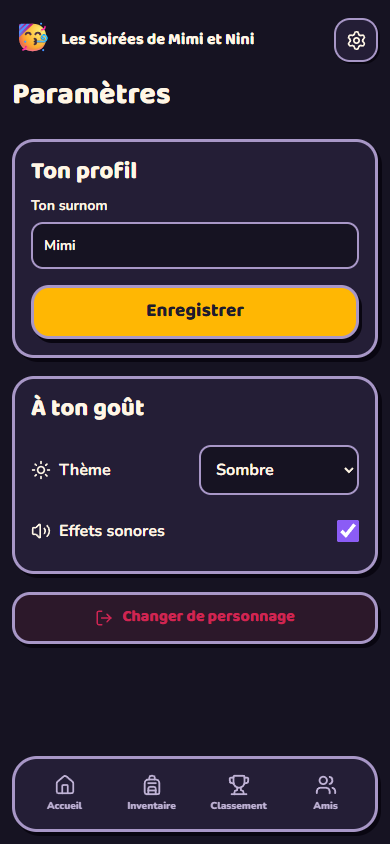 Les Soirées de Mimi et Nini
Paramètres
Ton profil
Ton surnom
Mimi
Enregistrer
À ton goût
Thème
Sombre
Effets sonores
Changer de personnage
Accueil
Inventaire
Classement
Amis